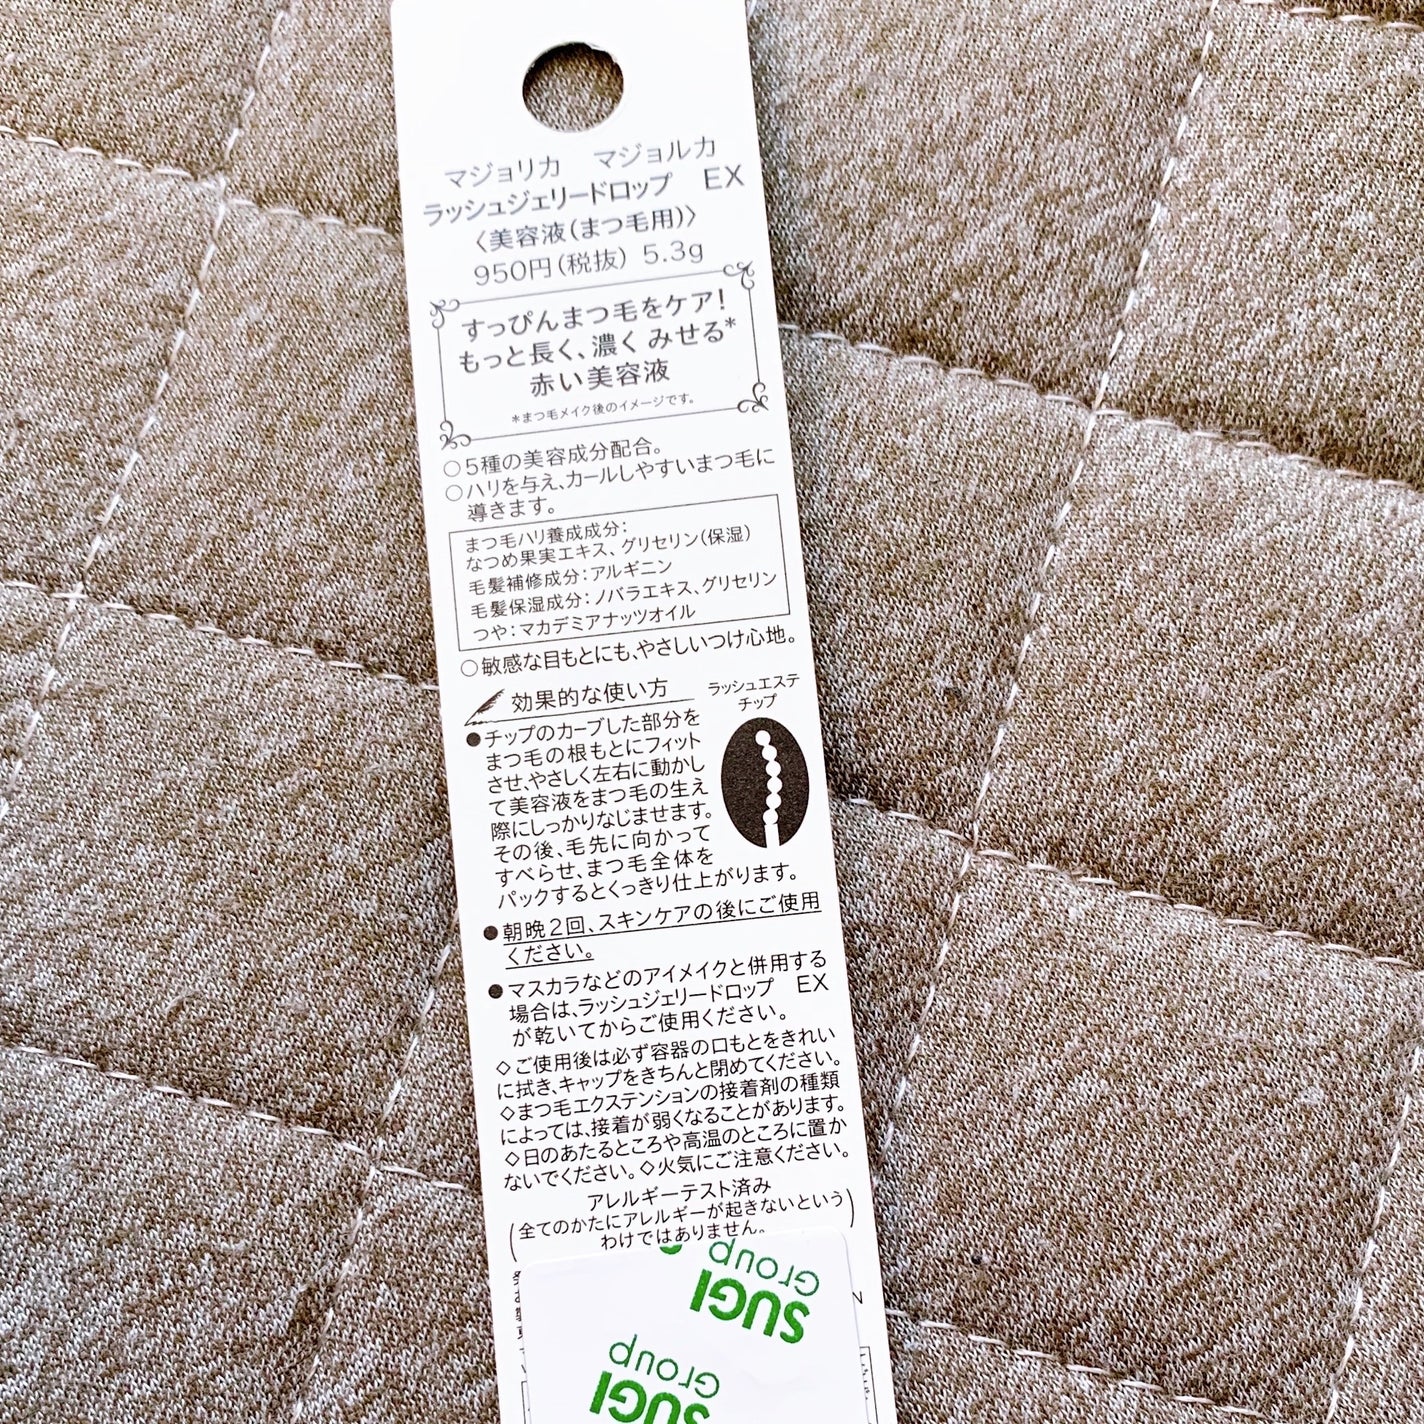 マジョリカ　マジョルカ
ラッシュジェリードロップ　EX
〈美容液(まつ毛用)〉
950円(税抜) 5.3g
すっぴんまつ毛をケア!
もっと長く、濃く みせる*
赤い美容液
*まつ毛メイク後のイメージです。
○5種の美容成分配合。
○ハリを与え、カールしやすいまつ毛に
導きます。
まつ毛ハリ養成成分:
なつめ果実エキス、グリセリン(保湿)
毛髪補修成分:アルギニン
毛髪保湿成分:ノバラエキス、グリセリン
つや:マカデミアナッツオイル
○敏感な目もとにも、やさしいつけ心地。
効果的な使い方
ラッシュエステ
チップ
●チップのカーブした部分を
まつ毛の根もとにフィット
させ、やさしく左右に動かし
て美容液をまつ毛の生え
際にしっかりなじませます。
その後、毛先に向かって
すべらせ、まつ毛全体を
パックするとくっきり仕上がります。
●朝晩2回、スキンケアの後にご使用
ください。
●マスカラなどのアイメイクと併用する
場合は、ラッシュジェリードロップ　EX
が乾いてからご使用ください。
◇ご使用後は必ず容器の口もとをきれい
に拭き、キャップをきちんと閉めてください。
◇まつ毛エクステンションの接着剤の種類
によっては、接着が弱くなることがあります。
◇日のあたるところや高温のところに置か
ないでください。◇火気にご注意ください。
アレルギーテスト済み
(全てのかたにアレルギーが起きないという
わけではありません。)
SUGI
Group
SUGI
Group